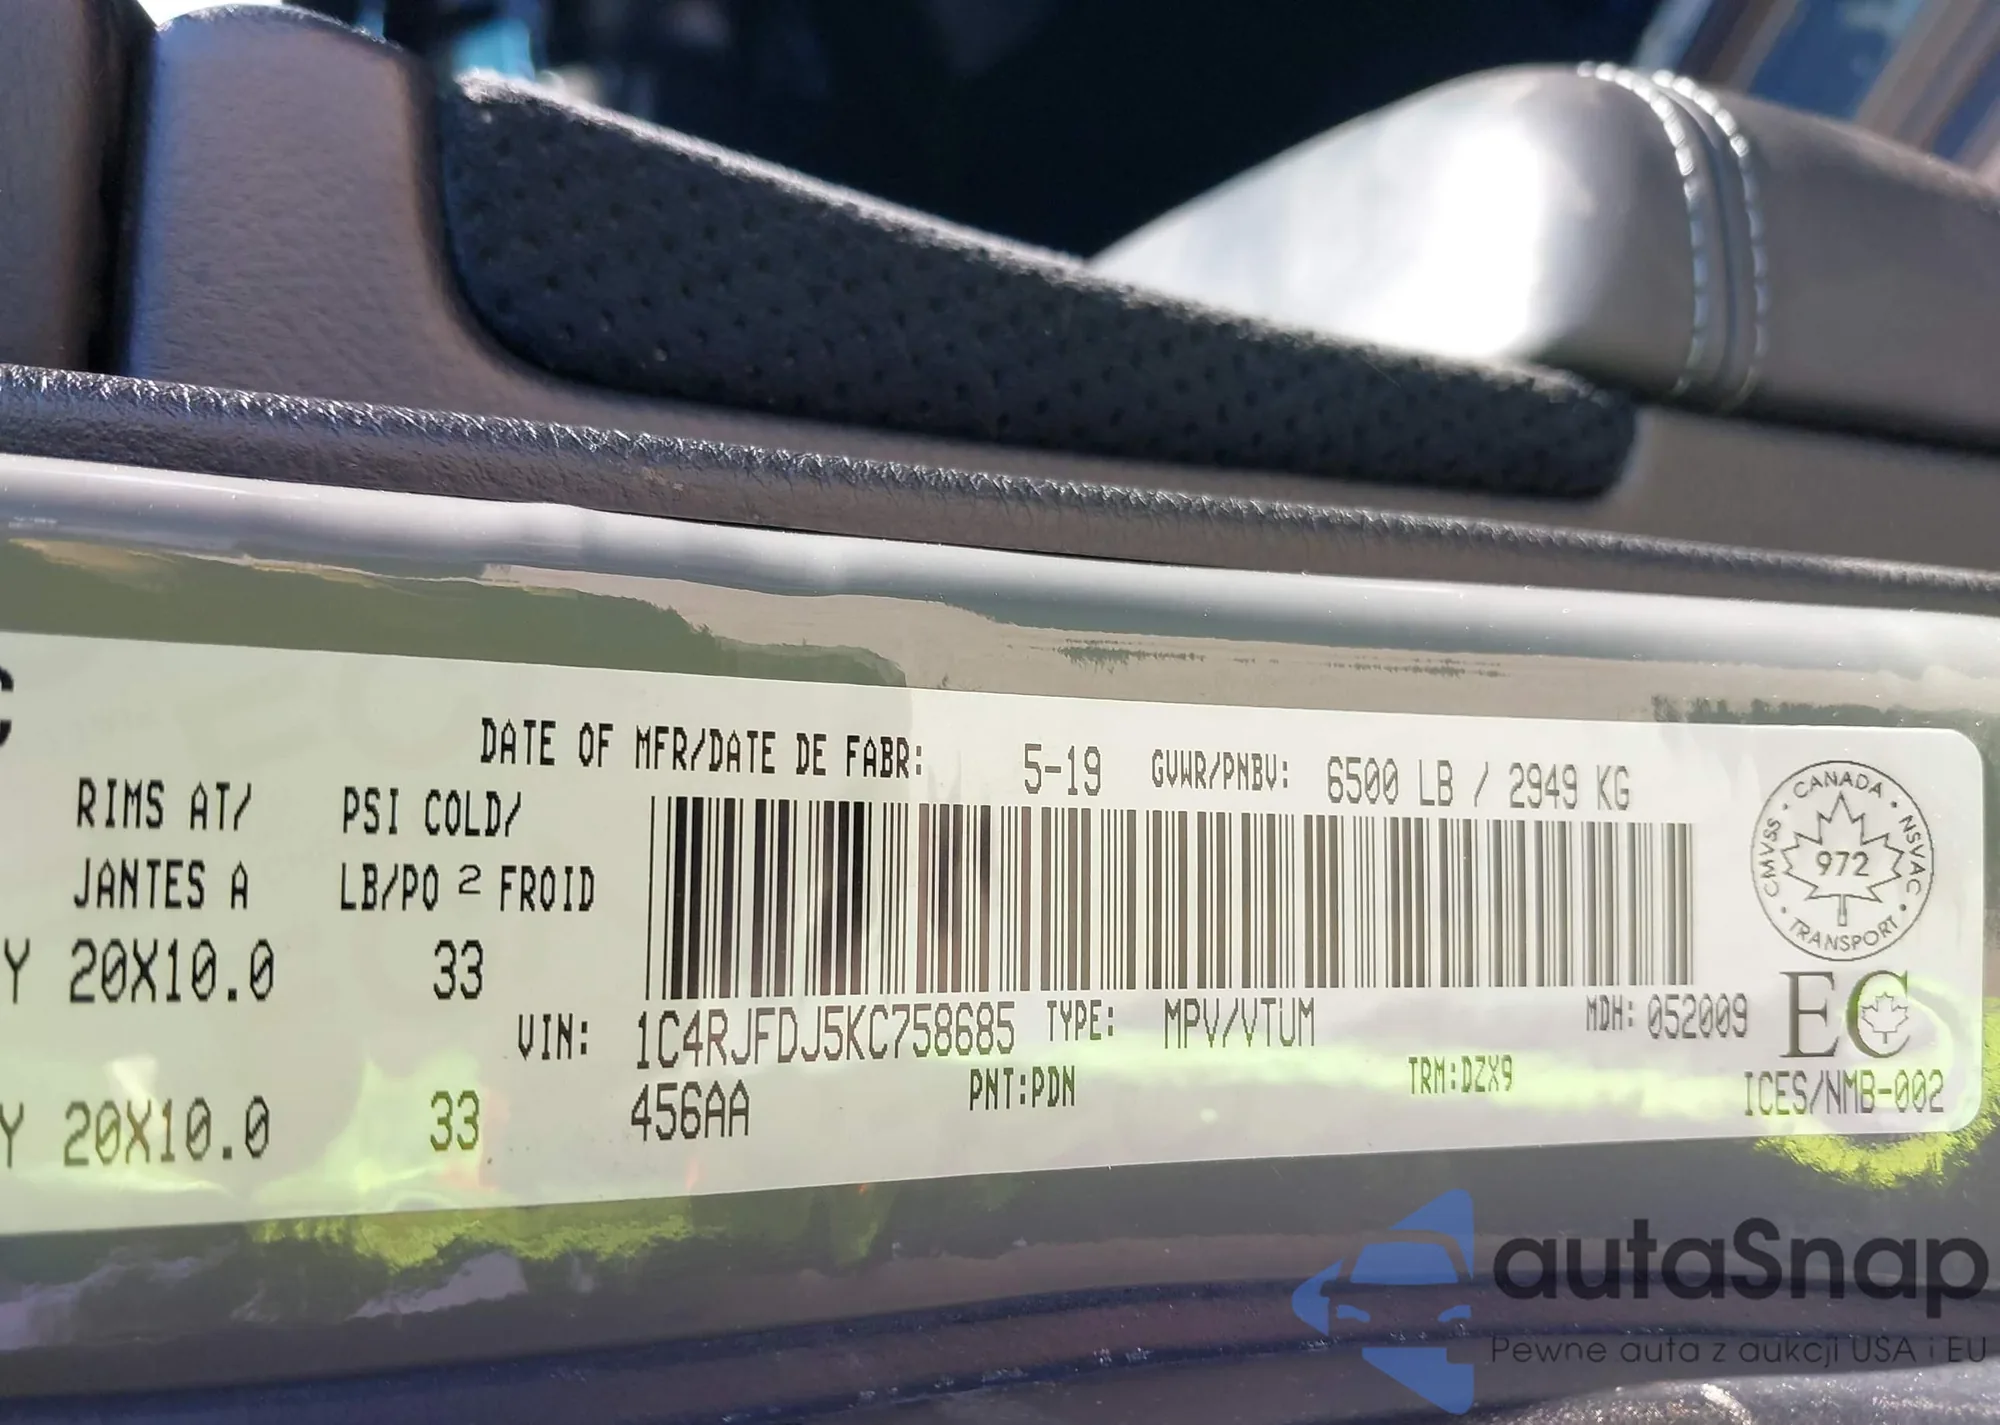 DATE OF MFR/DATE DE FABR: 5-19 GVWR/PNBV: 6500 LB / 2949 KG
RIMS AT/ PSI COLD/
JANTES A LB/PO 2 FROID
Y 20X10.0 33
VIN: 1C4RJFDJ5KC758685 TYPE: MPV/VTUM MDH: 052009
Y 20X10.0 33
456AA PNT:PDN TRM:DZX9
CANADA · NSVAC · TRANSPORT · CMVSS ·
972
EC
ICES/NMB-002
autaSnap
Pewne auta z aukcji USA i EU